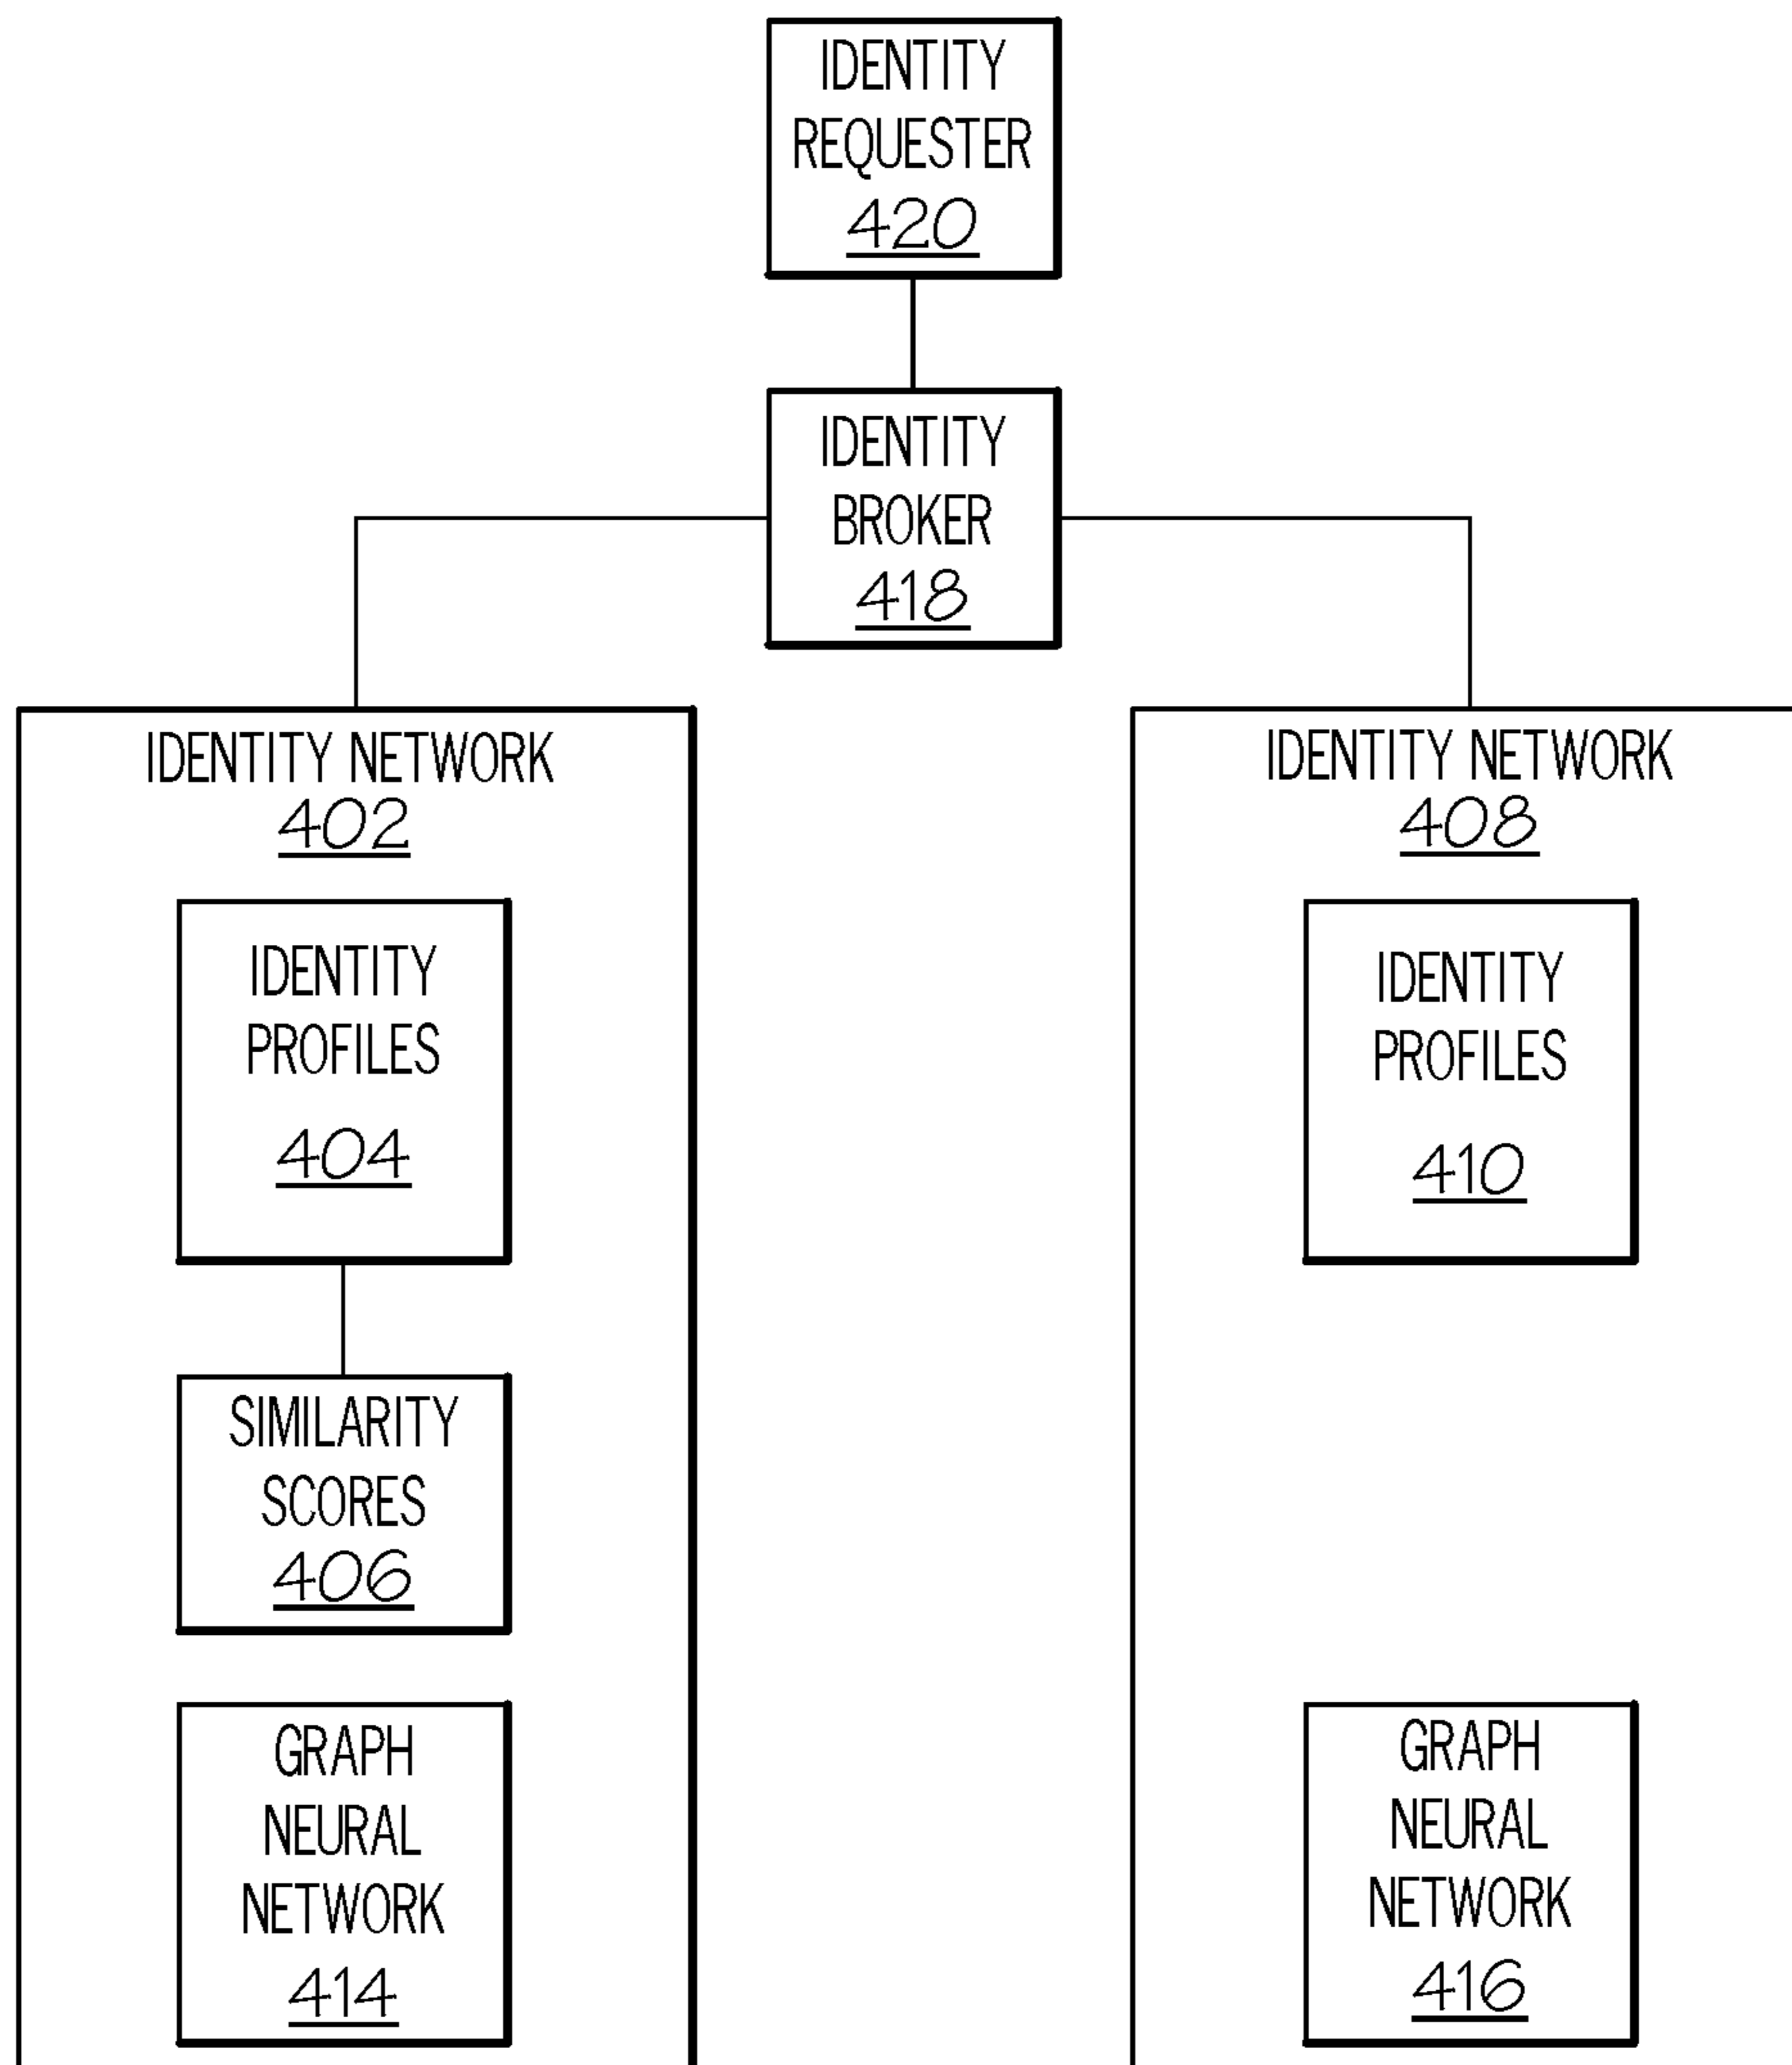 IDENTITY
REQUESTER
420
IDENTITY
BROKER
418
IDENTITY NETWORK
402
IDENTITY
PROFILES
404
SIMILARITY
SCORES
406
GRAPH
NEURAL
NETWORK
414
IDENTITY NETWORK
408
IDENTITY
PROFILES
410
GRAPH
NEURAL
NETWORK
416